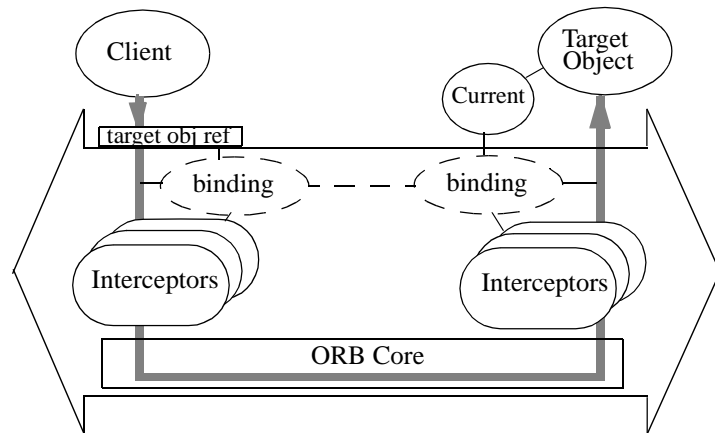 Client
Target
Object
Current
target obj ref
binding
binding
Interceptors
Interceptors
ORB Core